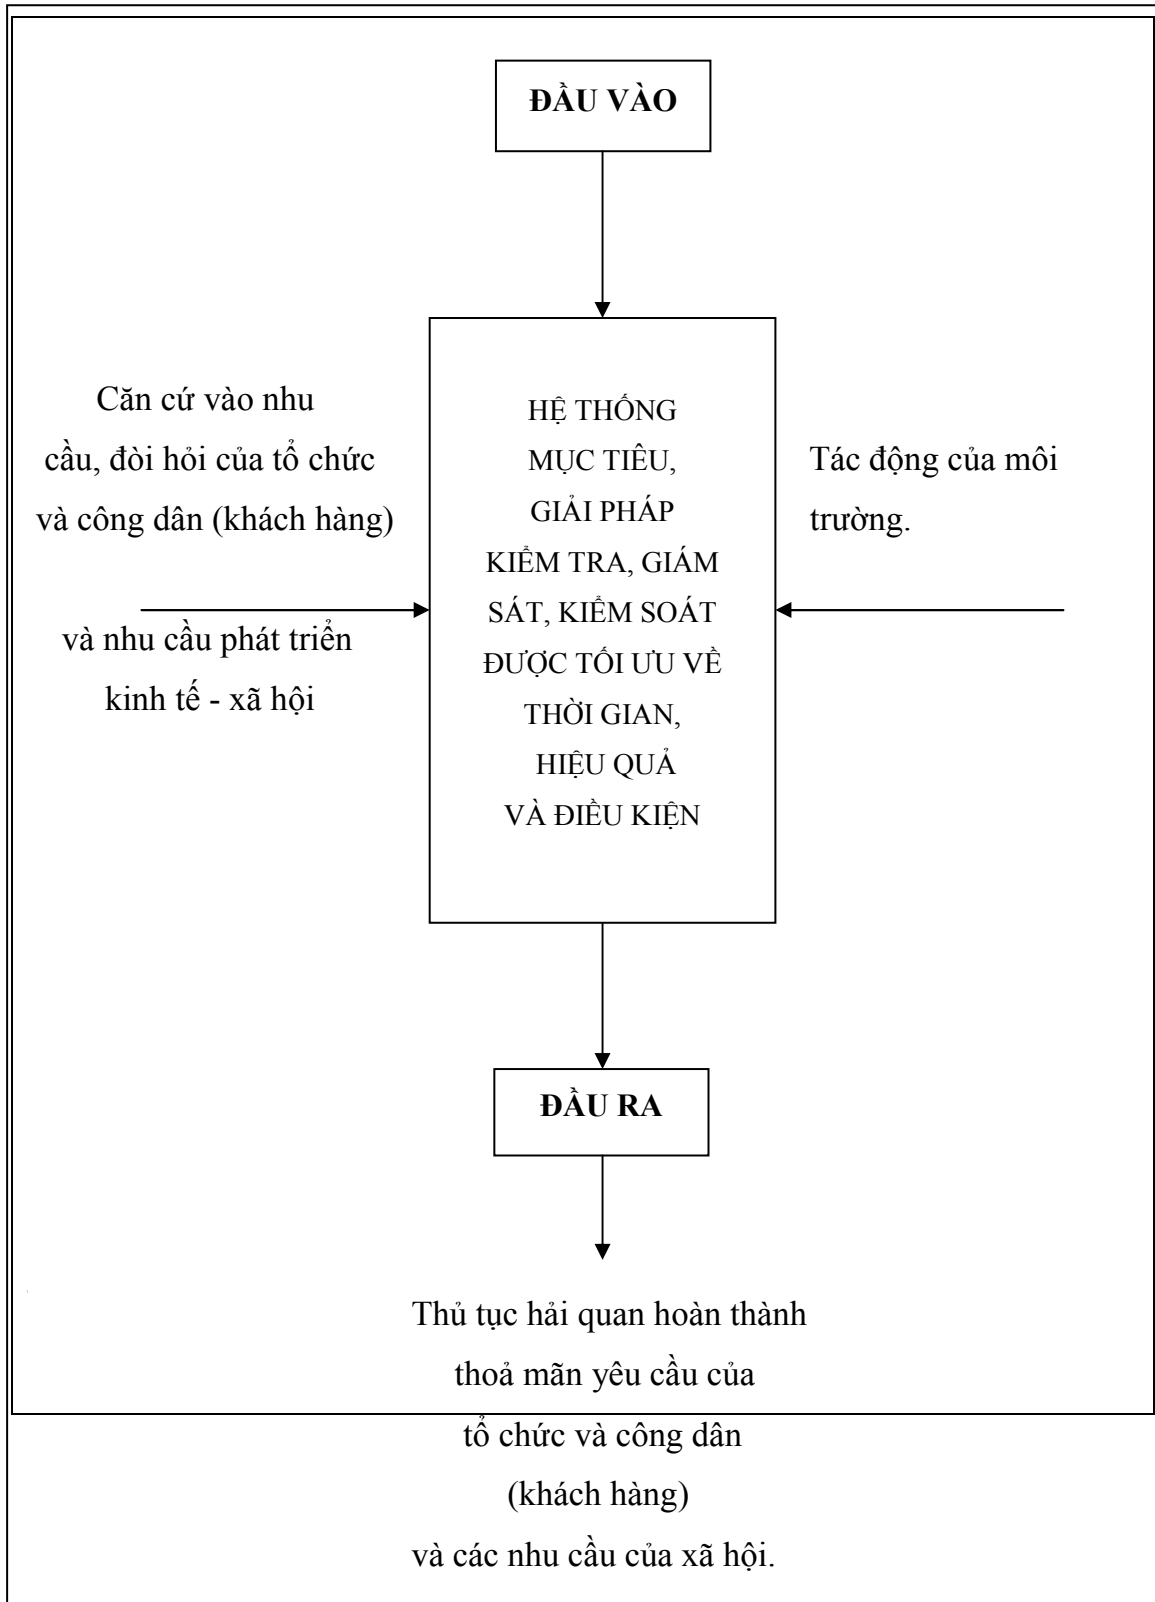 ĐẦU VÀO
Căn cứ vào nhu
cầu, đòi hỏi của tổ chức
và công dân (khách hàng)
và nhu cầu phát triển
kinh tế - xã hội
HỆ THỐNG
MỤC TIÊU,
GIẢI PHÁP
KIỂM TRA, GIÁM
SÁT, KIỂM SOÁT
ĐƯỢC TỐI ƯU VỀ
THỜI GIAN,
HIỆU QUẢ
VÀ ĐIỀU KIỆN
Tác động của môi
trường.
ĐẦU RA
Thủ tục hải quan hoàn thành
thoả mãn yêu cầu của
tổ chức và công dân
(khách hàng)
và các nhu cầu của xã hội.